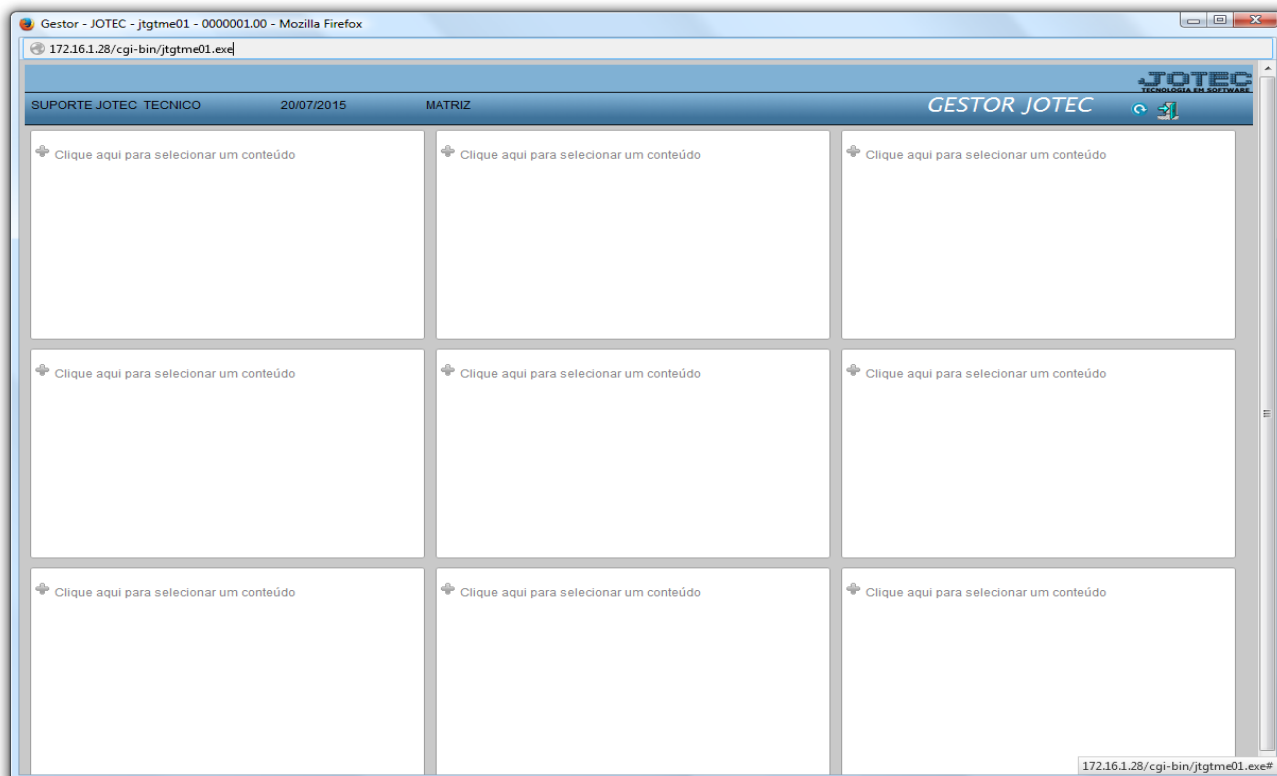 Gestor - JOTEC - jtgtme01 - 0000001.00 - Mozilla Firefox
172.16.1.28/cgi-bin/jtgtme01.exe
JOTEC
TECNOLOGIA EM SOFTWARE
SUPORTE JOTEC TECNICO 20/07/2015 MATRIZ GESTOR JOTEC
Clique aqui para selecionar um conteúdo Clique aqui para selecionar um conteúdo Clique aqui para selecionar um conteúdo
Clique aqui para selecionar um conteúdo Clique aqui para selecionar um conteúdo Clique aqui para selecionar um conteúdo
Clique aqui para selecionar um conteúdo Clique aqui para selecionar um conteúdo Clique aqui para selecionar um conteúdo
172.16.1.28/cgi-bin/jtgtme01.exe#